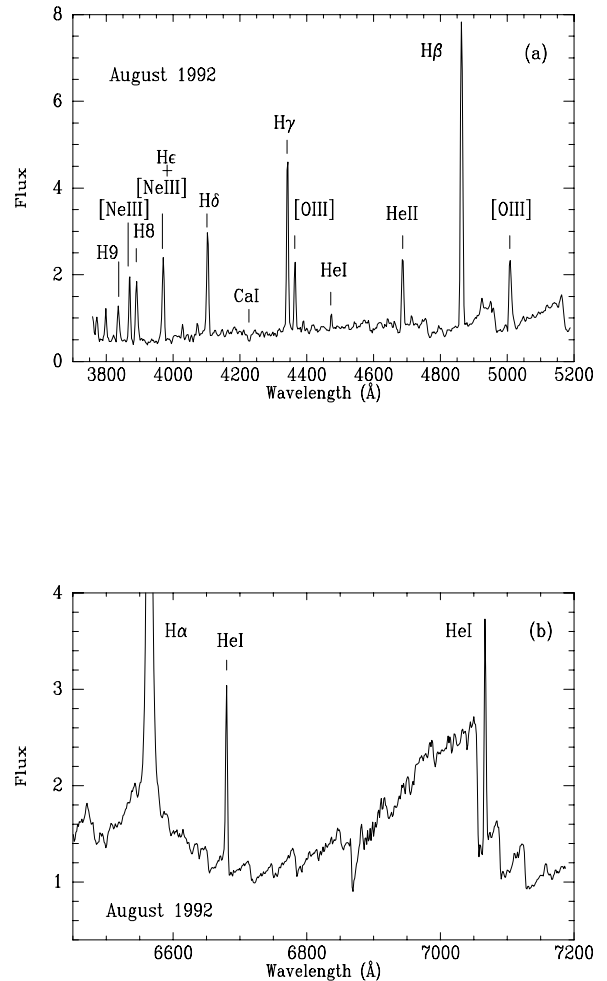 8
6
4
2
0
Flux
August 1992
(a)
Hβ
Hγ
Hϵ
+
[NeIII]
[NeIII]
Hδ
[OIII]
HeII
[OIII]
H8
H9
HeI
CaI
3800 4000 4200 4400 4600 4800 5000 5200
Wavelength (Å)
4
3
2
1
Flux
Hα
HeI
HeI
(b)
August 1992
6600 6800 7000 7200
Wavelength (Å)